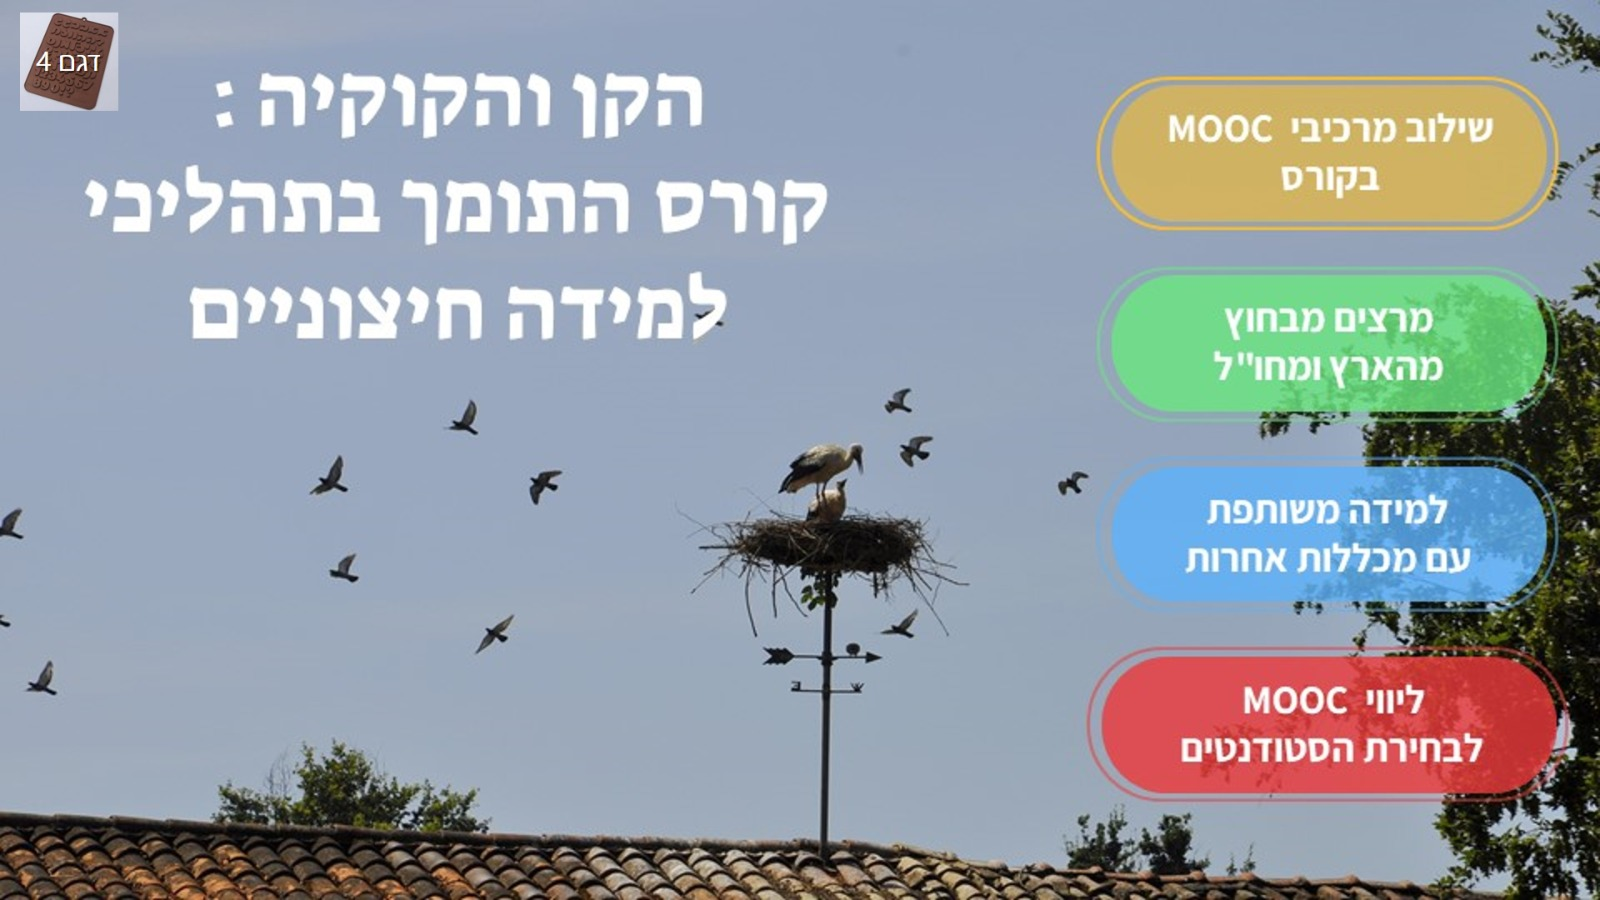 דגם 4
הקן והקוקיה :
קורס התומך בתהליכי
למידה חיצוניים
שילוב מרכיבי MOOC
בקורס
מרצים מבחוץ
מהארץ ומחו"ל
למידה משותפת
עם מכללות אחרות
ליווי MOOC
לבחירת הסטודנטים